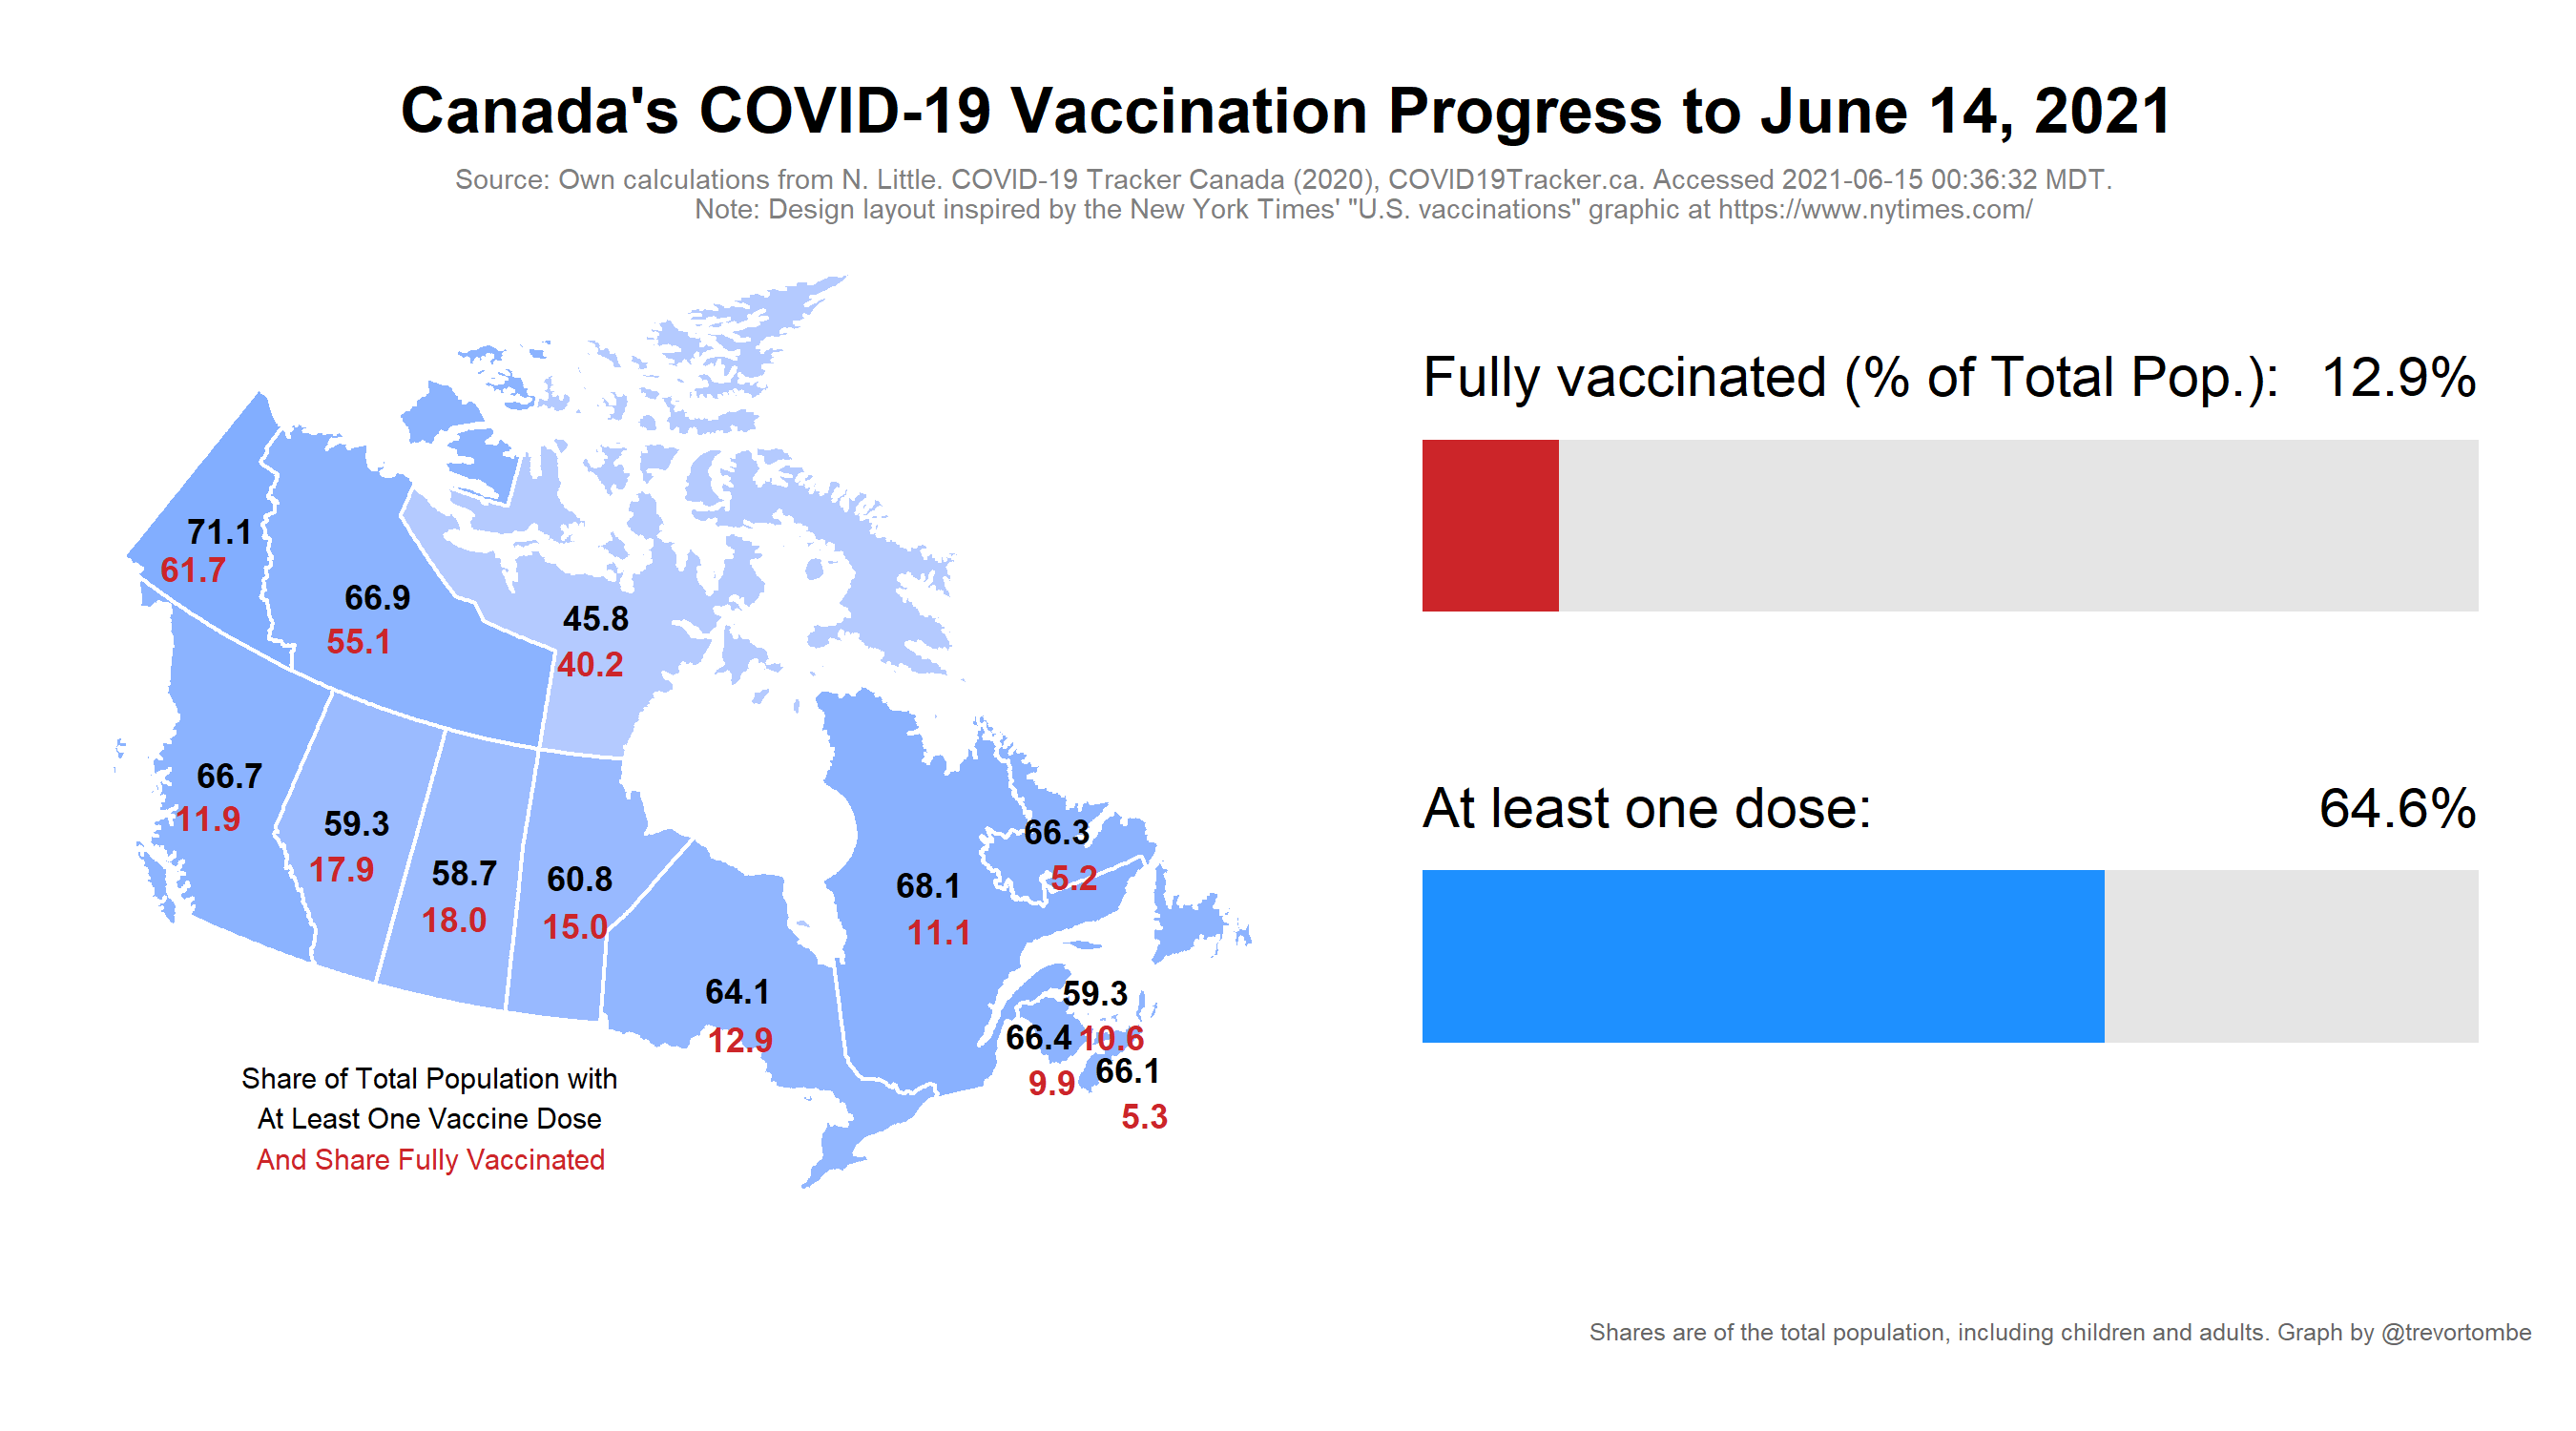 Canada's COVID-19 Vaccination Progress to June 14, 2021
Source: Own calculations from N. Little. COVID-19 Tracker Canada (2020), COVID19Tracker.ca. Accessed 2021-06-15 00:36:32 MDT.
Note: Design layout inspired by the New York Times' "U.S. vaccinations" graphic at https://www.nytimes.com/
71.1
61.7
66.9
55.1
45.8
40.2
66.7
11.9
59.3
17.9
58.7
18.0
60.8
15.0
64.1
12.9
68.1
11.1
66.3
5.2
59.3
10.6
66.4
9.9
66.1
5.3
Share of Total Population with
At Least One Vaccine Dose
And Share Fully Vaccinated
Fully vaccinated (% of Total Pop.): 12.9%
At least one dose: 64.6%
Shares are of the total population, including children and adults. Graph by @trevortombe